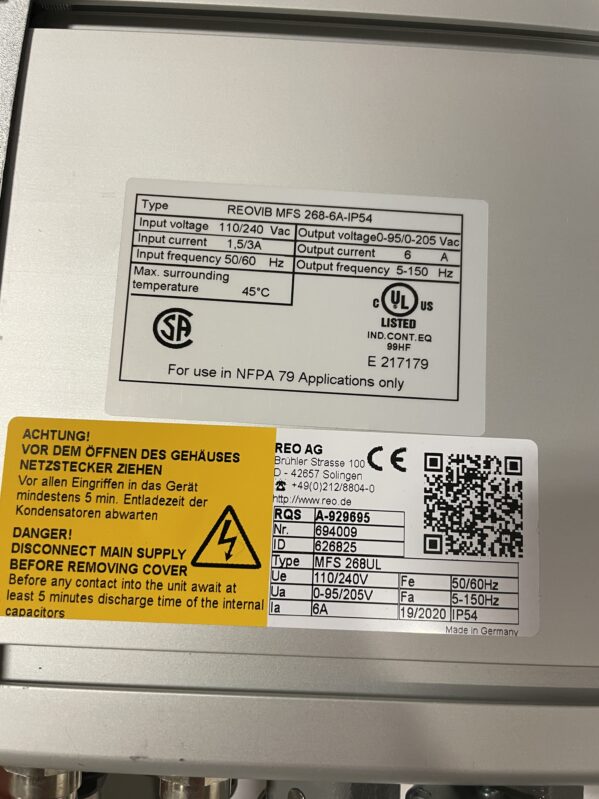 Type REOVIB MFS 268-6A-IP54
Input voltage 110/240 Vac Output voltage0-95/0-205 Vac
Input current 1,5/3A Output current 6 A
Input frequency 50/60 Hz Output frequency 5-150 Hz
Max. surrounding
temperature 45°C
C UL US
LISTED
IND.CONT.EQ
99HF
E 217179
SA
For use in NFPA 79 Applications only
ACHTUNG!
VOR DEM ÖFFNEN DES GEHÄUSES
NETZSTECKER ZIEHEN
Vor allen Eingriffen in das Gerät
mindestens 5 min. Entladezeit der
Kondensatoren abwarten
DANGER!
DISCONNECT MAIN SUPPLY
BEFORE REMOVING COVER
Before any contact into the unit await at
least 5 minutes discharge time of the internal
capacitors
REO AG
Brühler Strasse 100
D - 42657 Solingen
☎ +49(0)212/8804-0
http://www.reo.de
CE
RQS A-929695
Nr. 694009
ID 626825
Type MFS 268UL
Ue 110/240V Fe 50/60Hz
Ua 0-95/205V Fa 5-150Hz
Ia 6A 19/2020 IP54
Made in Germany